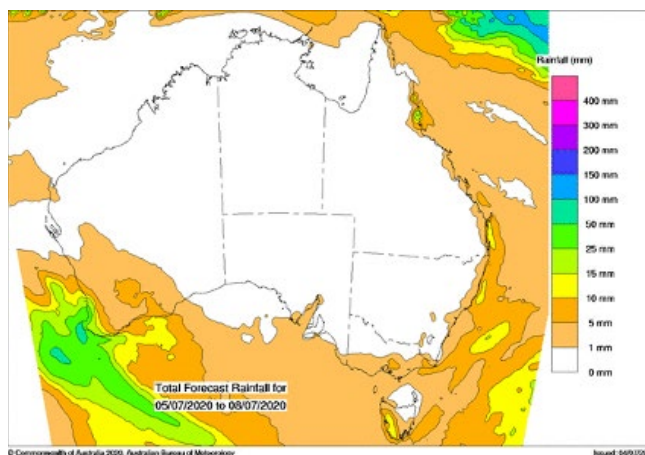 Rainfall (mm)
400 mm
300 mm
200 mm
150 mm
100 mm
50 mm
25 mm
15 mm
10 mm
5 mm
1 mm
0 mm
Total Forecast Rainfall for
05/07/2020 to 08/07/2020
© Commonwealth of Australia 2020, Australian Bureau of Meteorology
Issued: